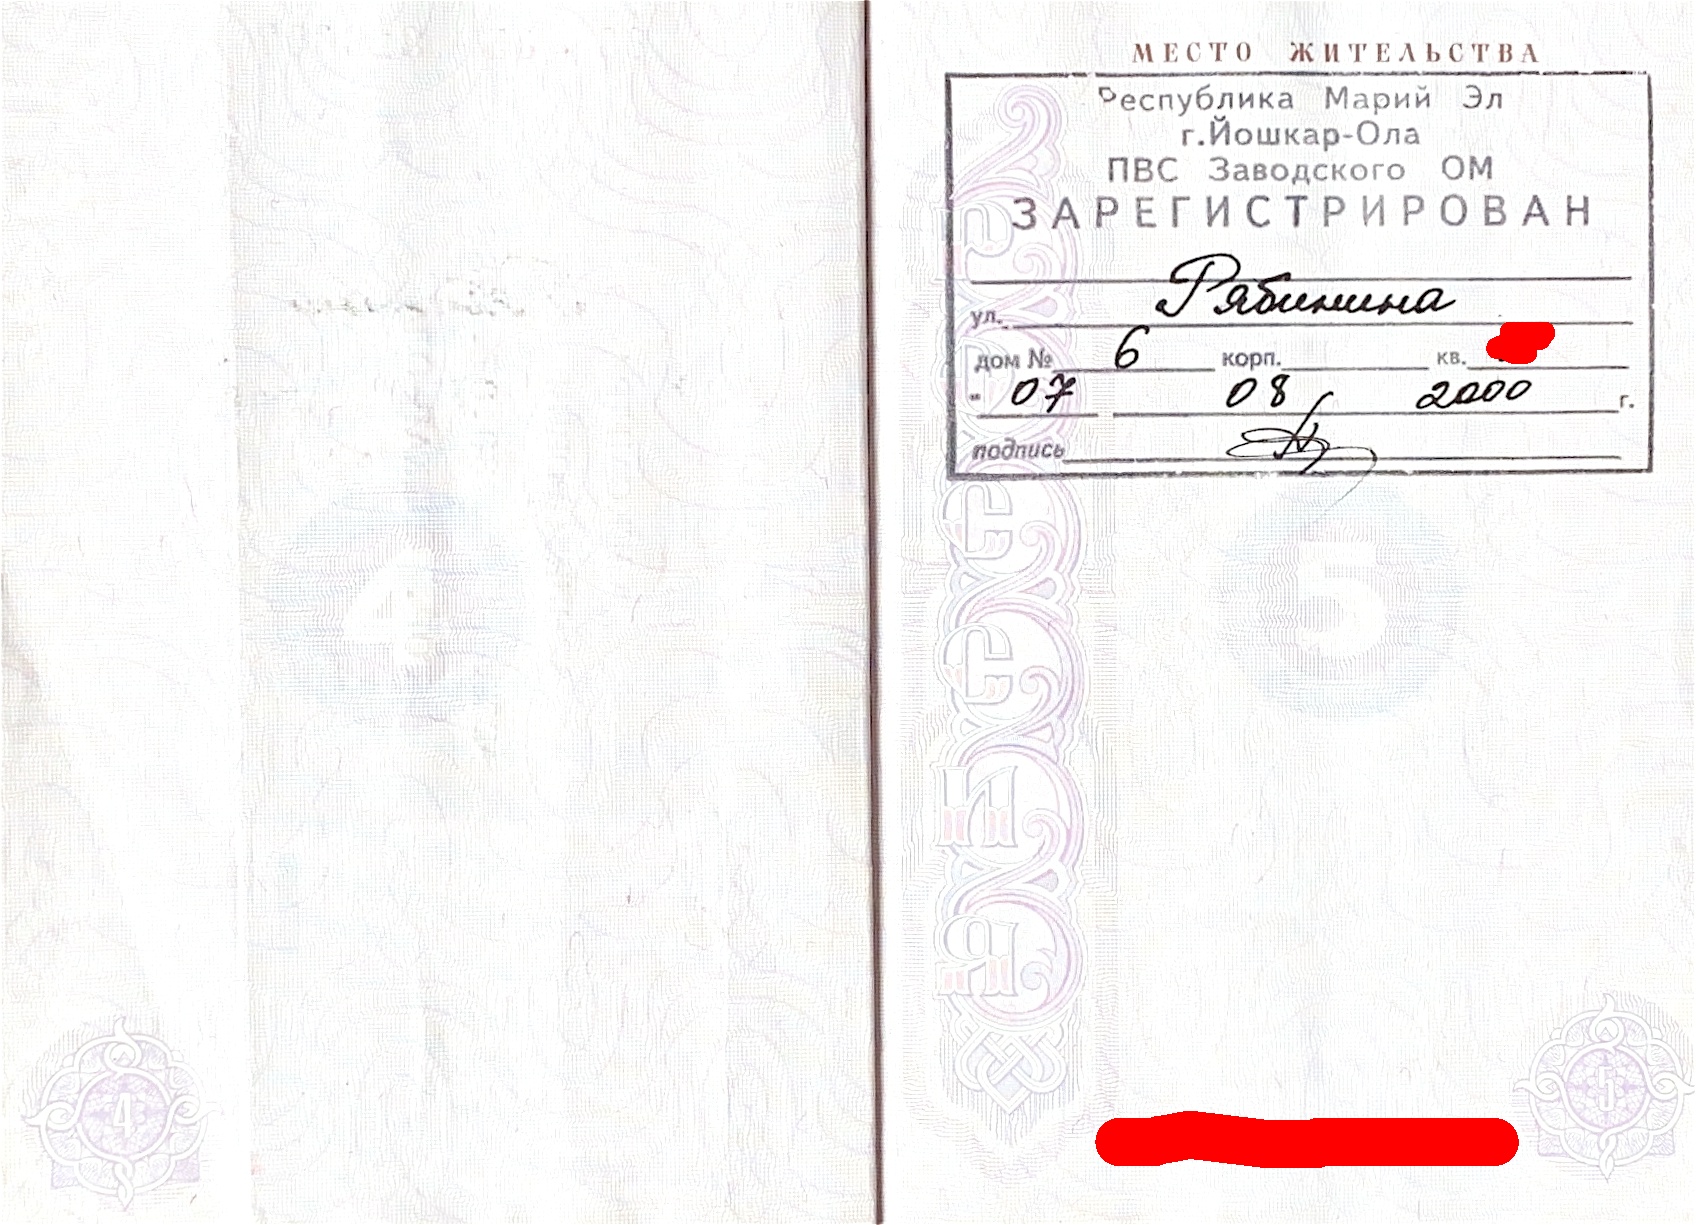 МЕСТО ЖИТЕЛЬСТВА
Республика Марий Эл
г.Йошкар-Ола
ПВС Заводского ОМ
ЗАРЕГИСТРИРОВАН
ул. Рябинина
дом № 6 корп. кв.
" 07 08 2000 г.
подпись
РОССИЯ
4
5
4
5